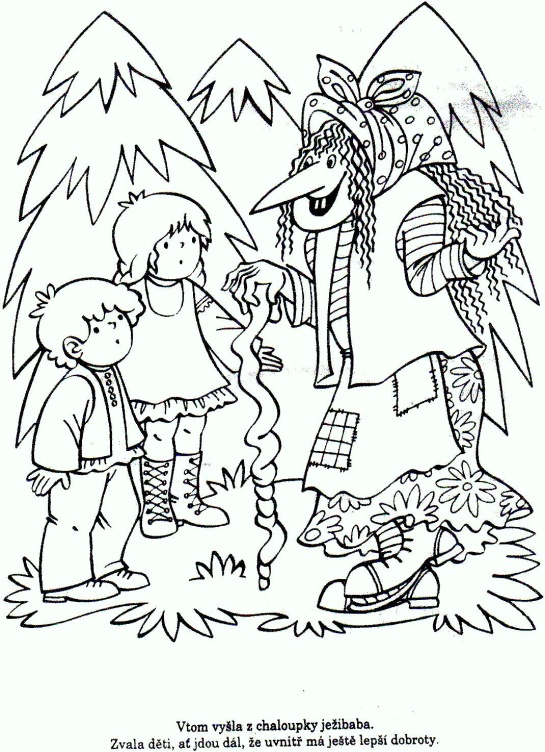 Vtom vyšla z chaloupky ježibaba.
Zvala děti, ať jdou dál, že uvnitř má ještě lepší dobroty.